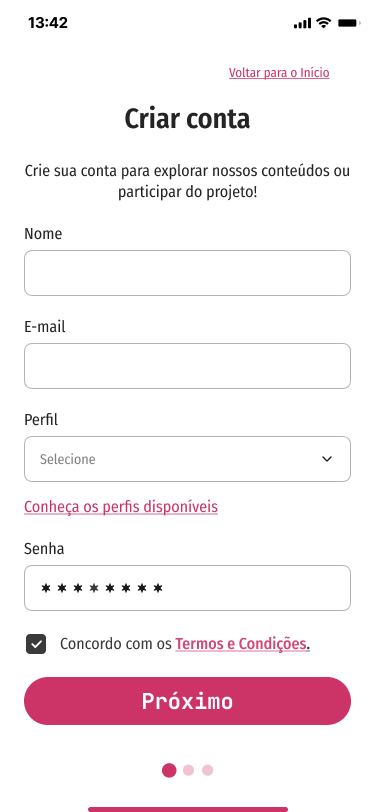 13:42
Voltar para o Início
Criar conta
Crie sua conta para explorar nossos conteúdos ou
participar do projeto!
Nome
E-mail
Perfil
Selecione
Conheça os perfis disponíveis
Senha
********
Concordo com os Termos e Condições.
Próximo